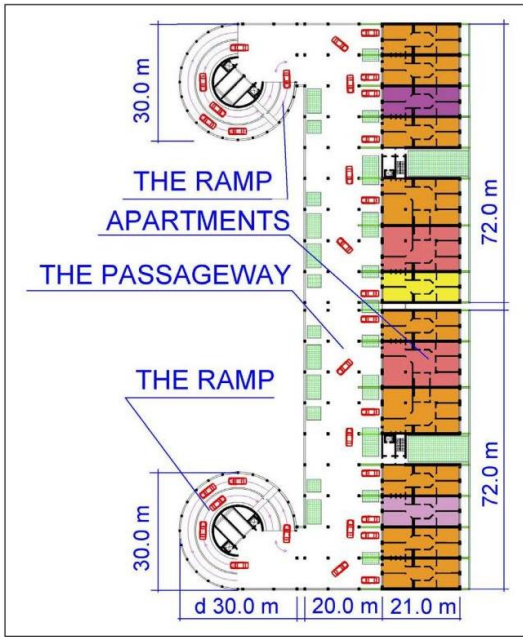 30.0 m
THE RAMP
APARTMENTS
72.0 m
THE PASSAGEWAY
THE RAMP
72.0 m
30.0 m
d 30.0 m
20.0 m
21.0 m